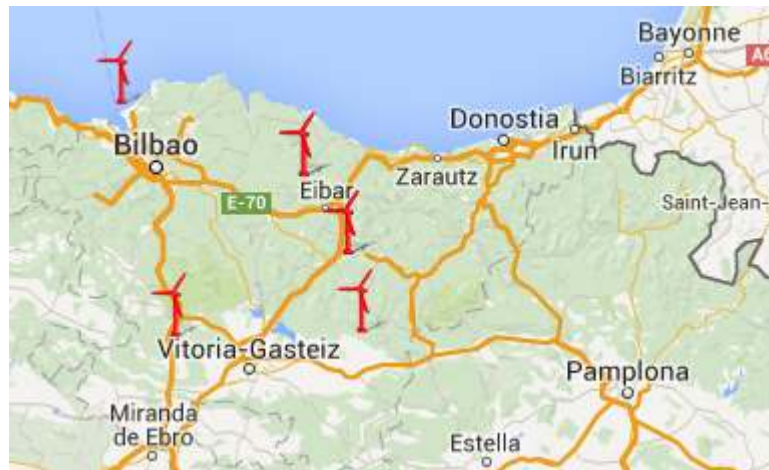 Bayonne
A6
Biarritz
Donostia
Bilbao
Irun
Zarautz
Eibar
E-70
Saint-Jean-
Vitoria-Gasteiz
Pamplona
Miranda
de Ebro
Estella